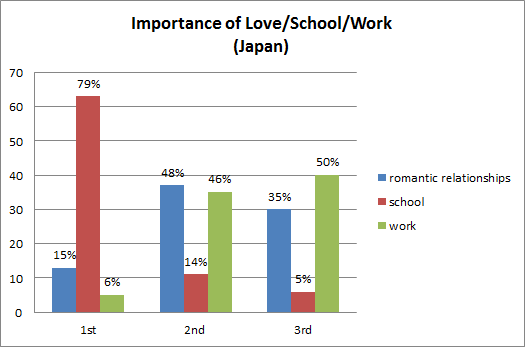 Importance of Love/School/Work
(Japan)
70
60
50
40
30
20
10
0
15%
79%
6%
48%
14%
46%
35%
5%
50%
1st
2nd
3rd
romantic relationships
school
work